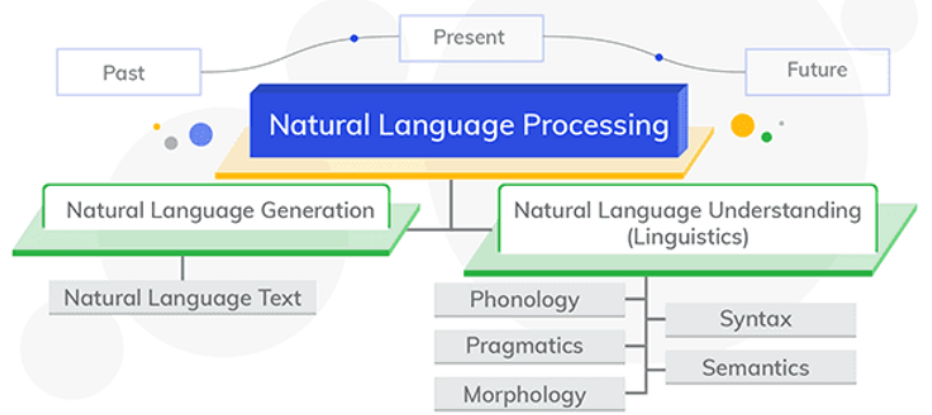 Past
Present
Future
Natural Language Processing
Natural Language Generation
Natural Language Understanding
(Linguistics)
Natural Language Text
Phonology
Syntax
Pragmatics
Semantics
Morphology